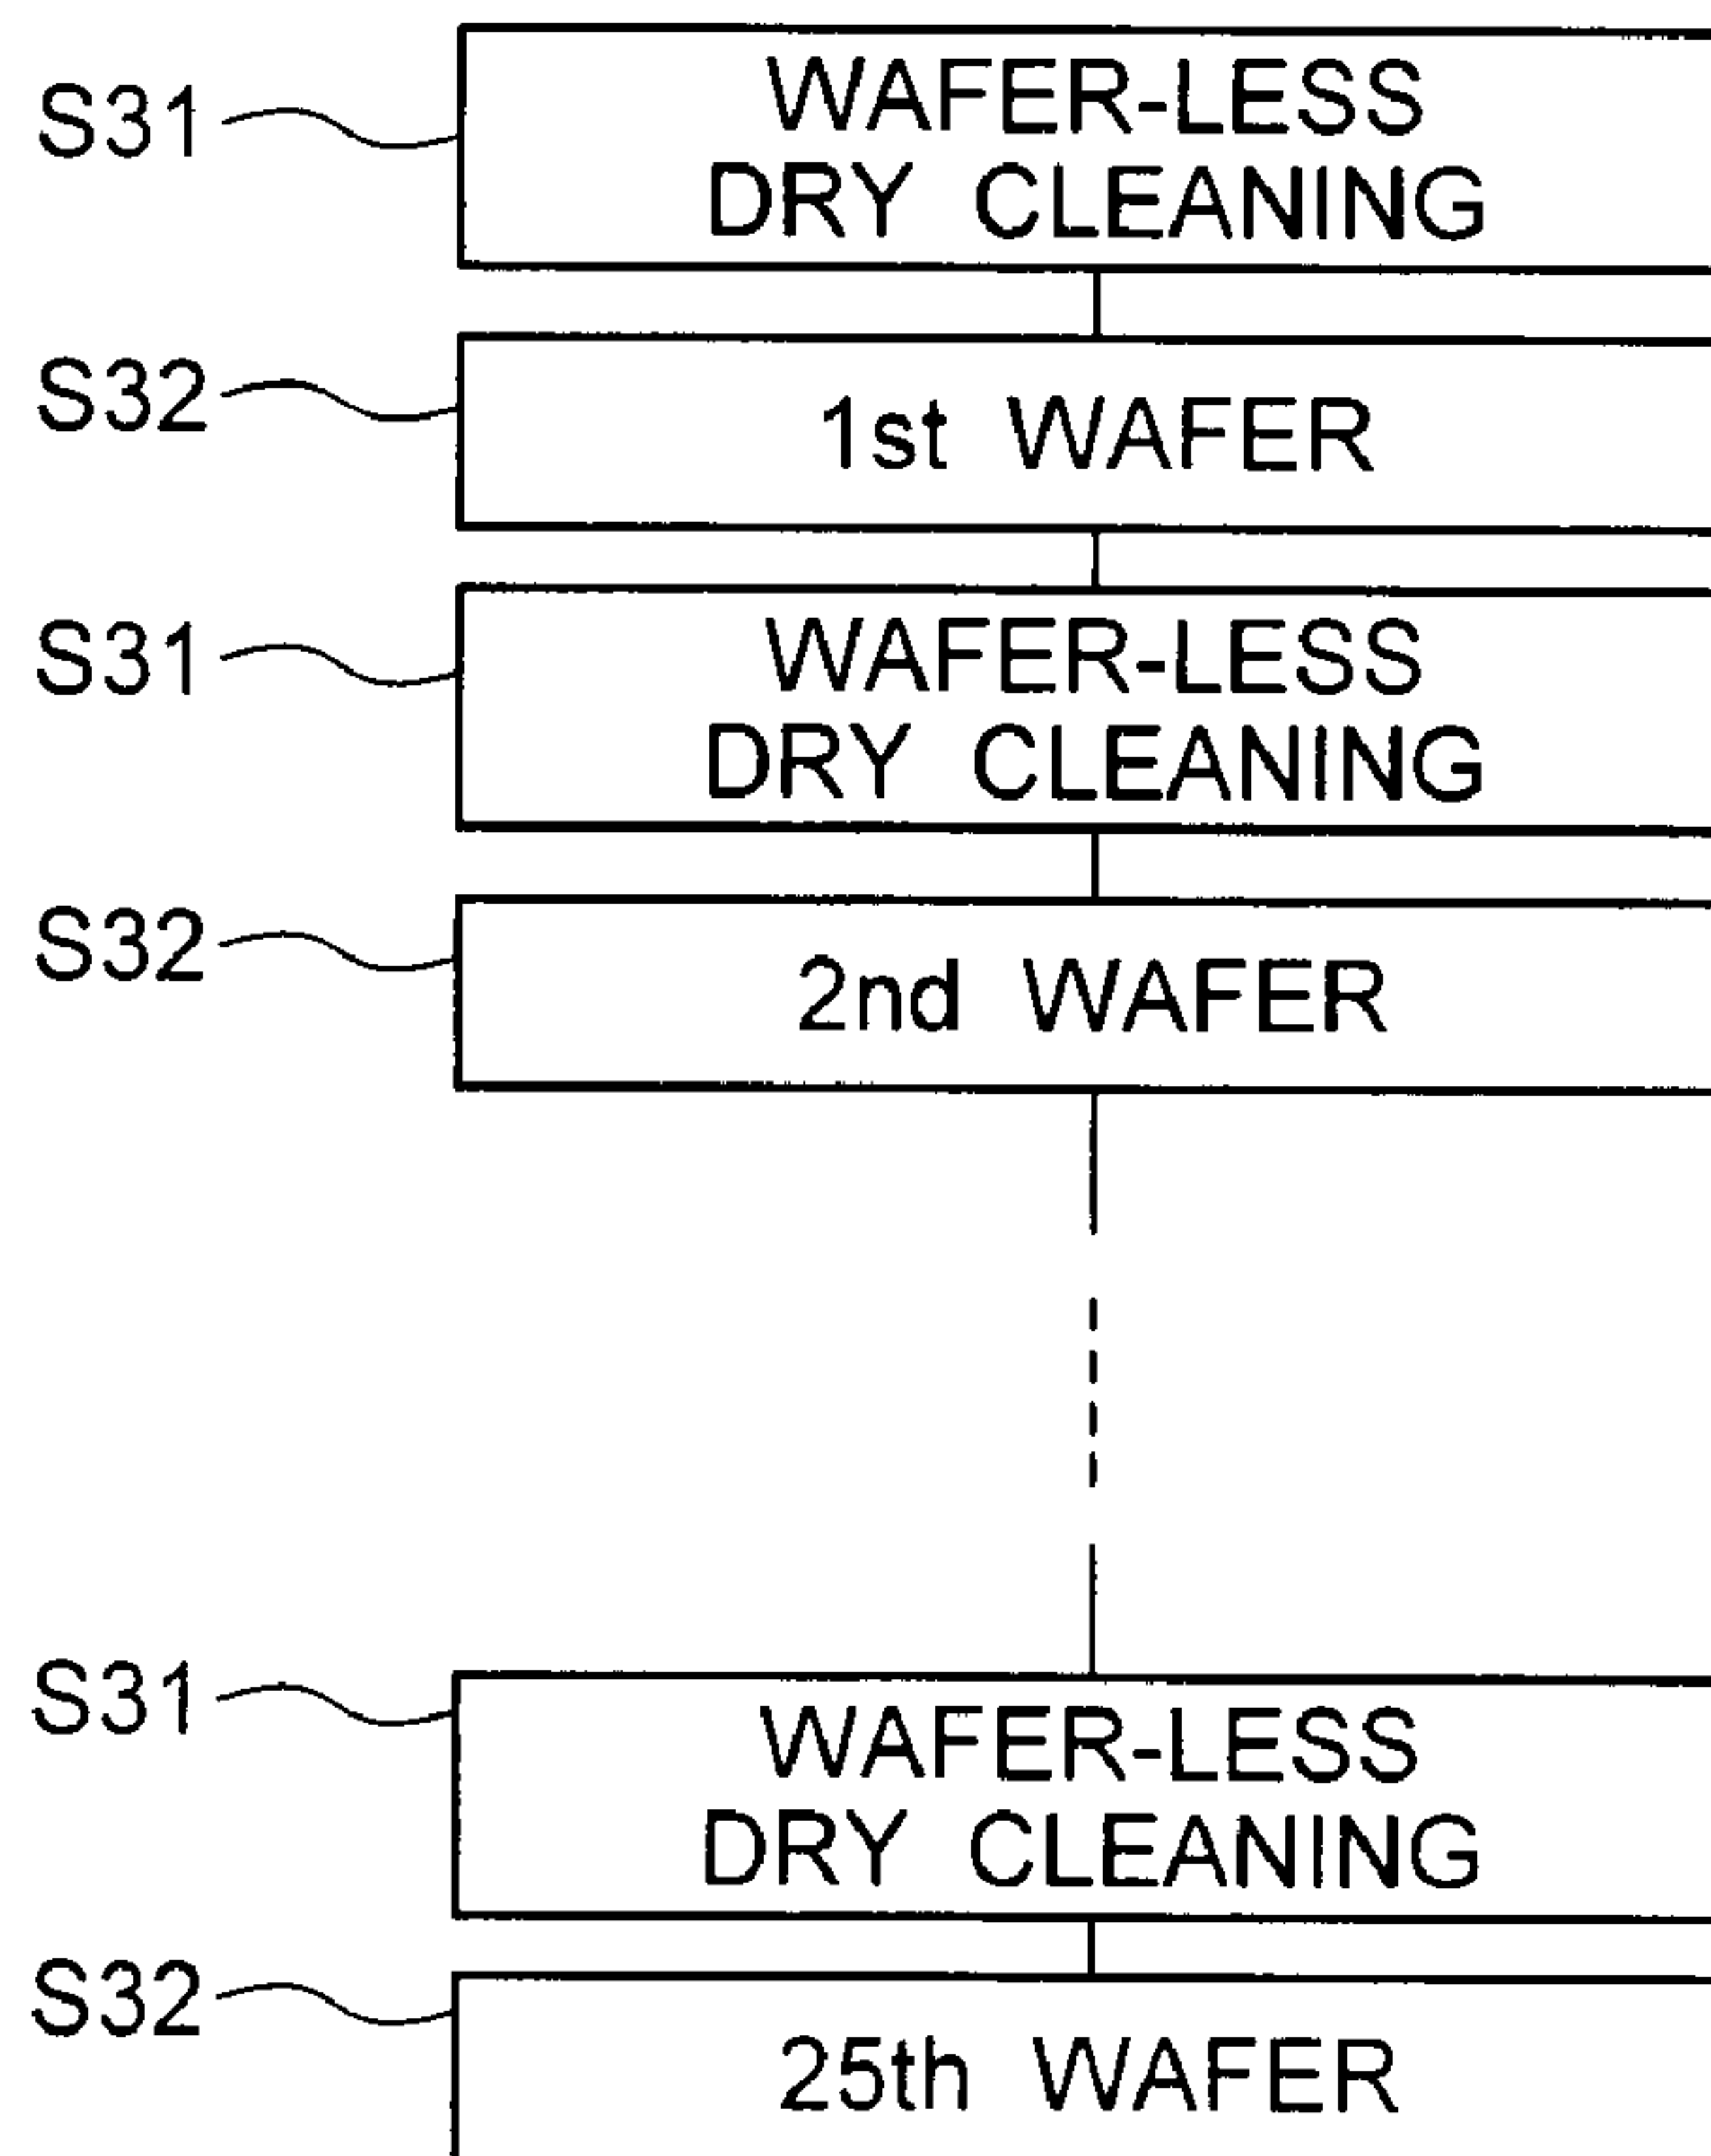 S31
WAFER-LESS
DRY CLEANING
S32
1st WAFER
S31
WAFER-LESS
DRY CLEANING
S32
2nd WAFER
S31
WAFER-LESS
DRY CLEANING
S32
25th WAFER